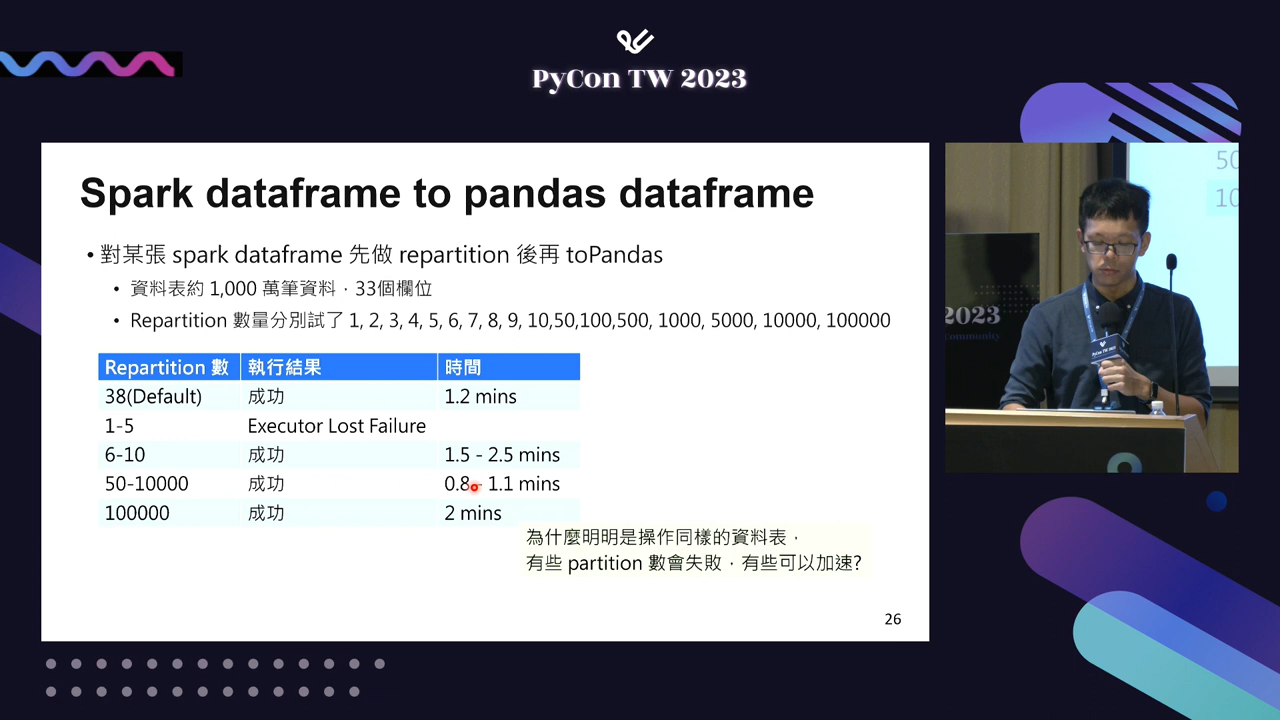 PyCon TW 2023
Spark dataframe to pandas dataframe
• 對某張 spark dataframe 先做 repartition 後再 toPandas
• 資料表約 1,000 萬筆資料，33個欄位
• Repartition 數量分別試了 1, 2, 3, 4, 5, 6, 7, 8, 9, 10,50,100,500, 1000, 5000, 10000, 100000
Repartition 數 執行結果 時間
38(Default) 成功 1.2 mins
1-5 Executor Lost Failure
6-10 成功 1.5 - 2.5 mins
50-10000 成功 0.8 - 1.1 mins
100000 成功 2 mins
為什麼明明是操作同樣的資料表，
有些 partition 數會失敗，有些可以加速?
26
50
10
2023
community
PyCon TW 2023